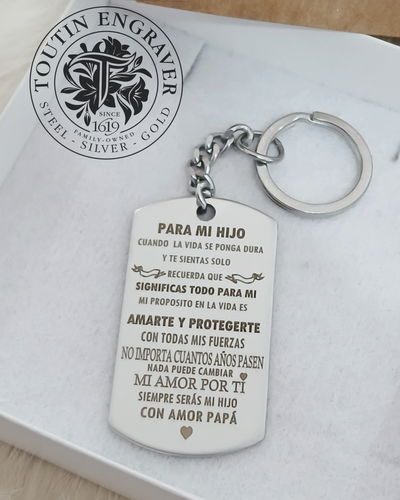 TOUTIN ENGRAVER
T
SINCE
1619
FAMILY-OWNED
STEEL - SILVER - GOLD
PARA MI HIJO
CUANDO LA VIDA SE PONGA DURA
Y TE SIENTAS SOLO
RECUERDA QUE
SIGNIFICAS TODO PARA MI
MI PROPOSITO EN LA VIDA ES
AMARTE Y PROTEGERTE
CON TODAS MIS FUERZAS
NO IMPORTA CUANTOS AÑOS PASEN
NADA PUEDE CAMBIAR
MI AMOR POR TI
SIEMPRE SERÁS MI HIJO
CON AMOR PAPÁ